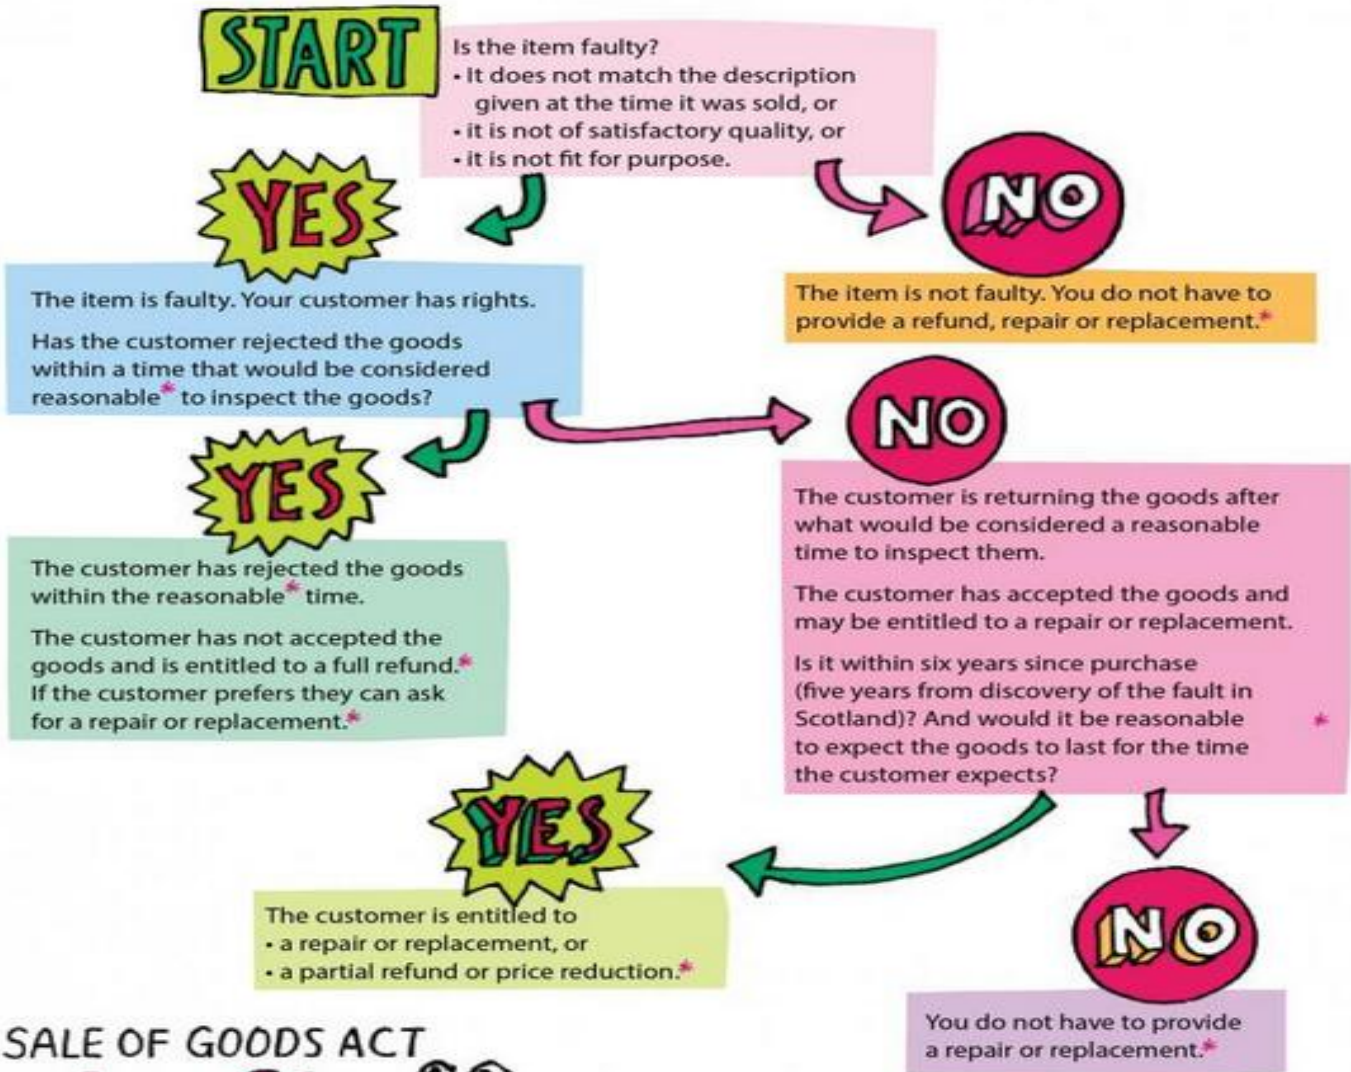 START
Is the item faulty?
• It does not match the description
given at the time it was sold, or
• it is not of satisfactory quality, or
• it is not fit for purpose.
YES
NO
The item is faulty. Your customer has rights.
Has the customer rejected the goods
within a time that would be considered
reasonable* to inspect the goods?
The item is not faulty. You do not have to
provide a refund, repair or replacement.*
YES
NO
The customer has rejected the goods
within the reasonable* time.
The customer has not accepted the
goods and is entitled to a full refund.*
If the customer prefers they can ask
for a repair or replacement.*
The customer is returning the goods after
what would be considered a reasonable
time to inspect them.
The customer has accepted the goods and
may be entitled to a repair or replacement.
Is it within six years since purchase
(five years from discovery of the fault in
Scotland)? And would it be reasonable *
to expect the goods to last for the time
the customer expects?
YES
The customer is entitled to
• a repair or replacement, or
• a partial refund or price reduction.*
NO
You do not have to provide
a repair or replacement.*
SALE OF GOODS ACT